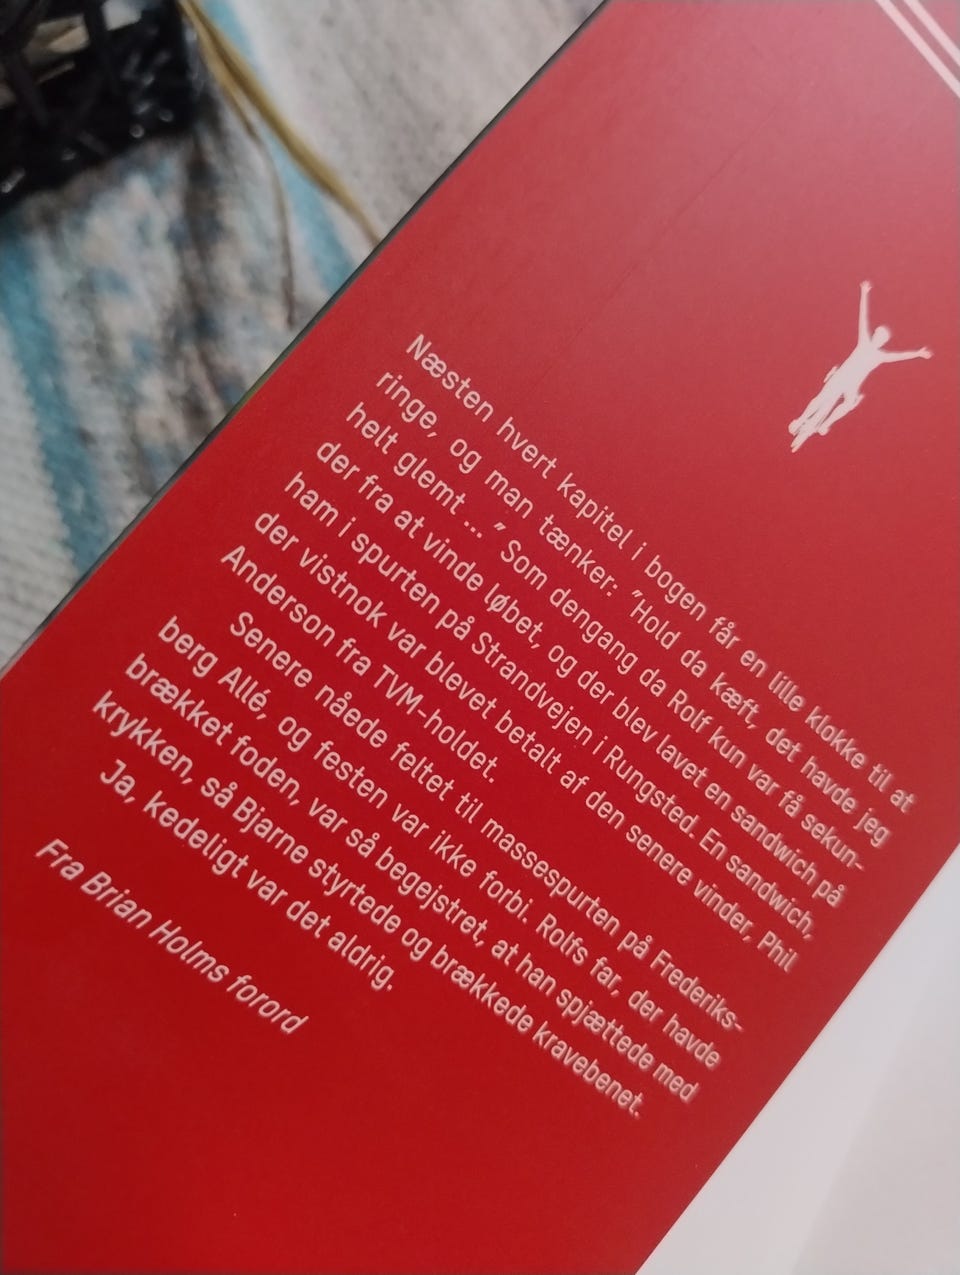 Næsten hvert kapitel i bogen får en lille klokke til at
ringe, og man tænker: "Hold da kæft, det havde jeg
helt glemt ..." Som dengang da Rolf kun var få sekun-
der fra at vinde løbet, og der blev lavet en sandwich på
ham i spurten på Strandvejen i Rungsted. En sandwich,
der vistnok var blevet betalt af den senere vinder, Phil
Anderson fra TVM-holdet.
Senere nåede feltet til massespurten på Frederiks-
berg Allé, og festen var ikke forbi. Rolfs far, der havde
brækket foden, var så begejstret, at han spjættede med
krykken, så Bjarne styrtede og brækkede kravebenet.
Ja, kedeligt var det aldrig.
Fra Brian Holms forord